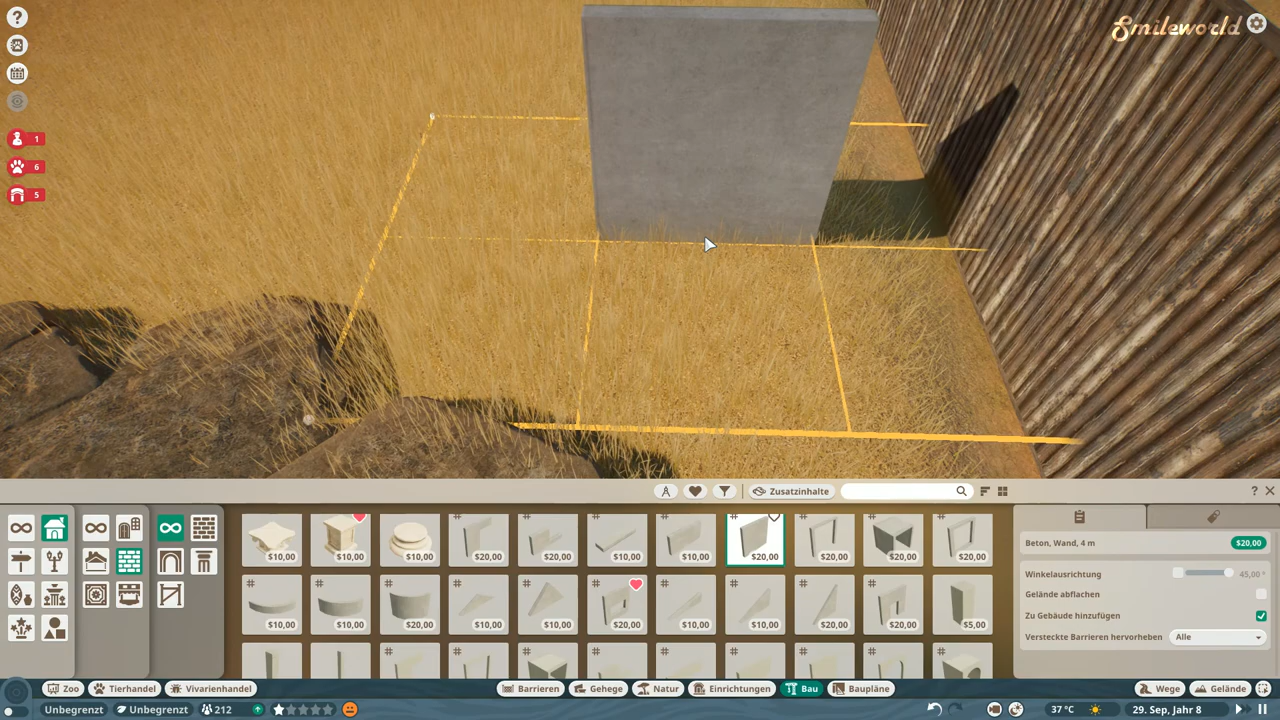 Smileworld
1
6
5
Zusatzinhalte
$10,00 $10,00 $10,00 $20,00 $20,00 $10,00 $10,00 $20,00 $20,00 $20,00 $20,00
$10,00 $10,00 $20,00 $10,00 $10,00 $20,00 $10,00 $10,00 $20,00 $20,00 $5,00
Beton, Wand, 4 m $20,00
Winkelausrichtung 45,00 °
Gelände abflachen
Zu Gebäude hinzufügen
Versteckte Barrieren hervorheben Alle
Zoo Tierhandel Vivarienhandel Barrieren Gehege Natur Einrichtungen Bau Baupläne Wege Gelände
Unbegrenzt Unbegrenzt 212 37 °C 29. Sep, Jahr 8